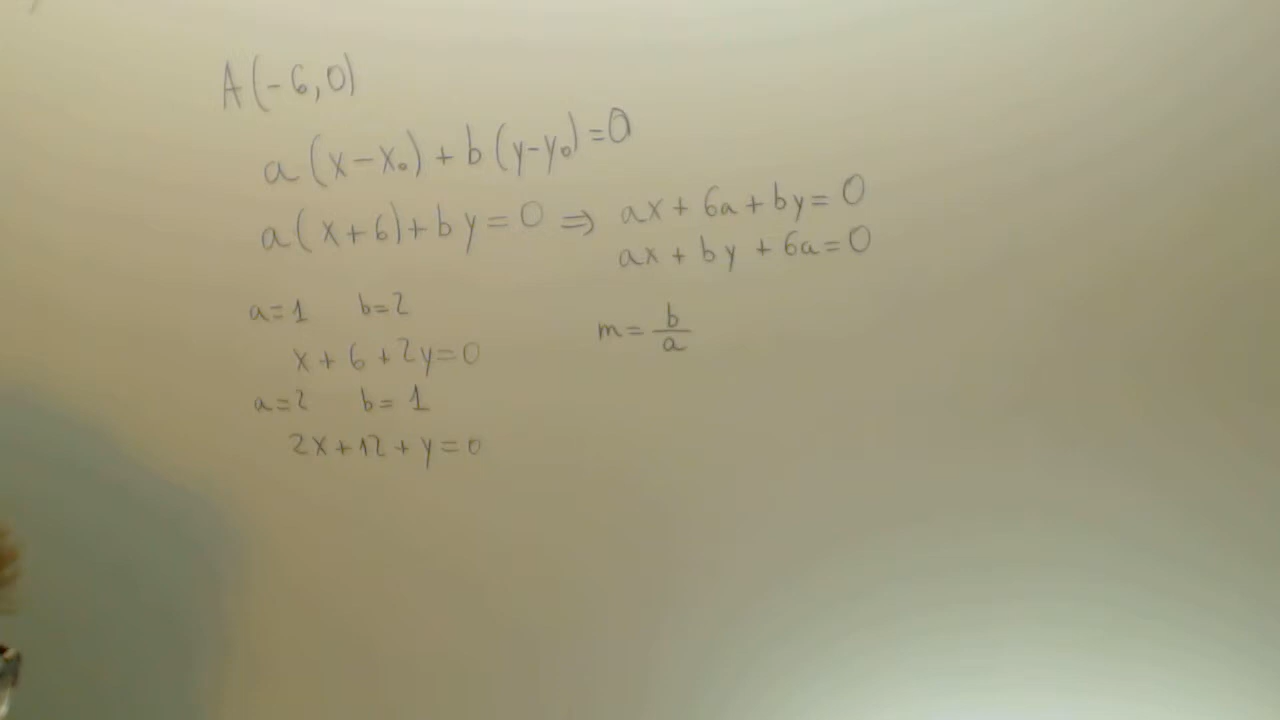 A(-6,0)
a(x-x₀)+b(y-y₀)=0
a(x+6)+by=0 ⇒ ax+6a+by=0
ax+by+6a=0
a=1 b=2
x+6+2y=0
m=b/a
a=2 b=1
2x+12+y=0